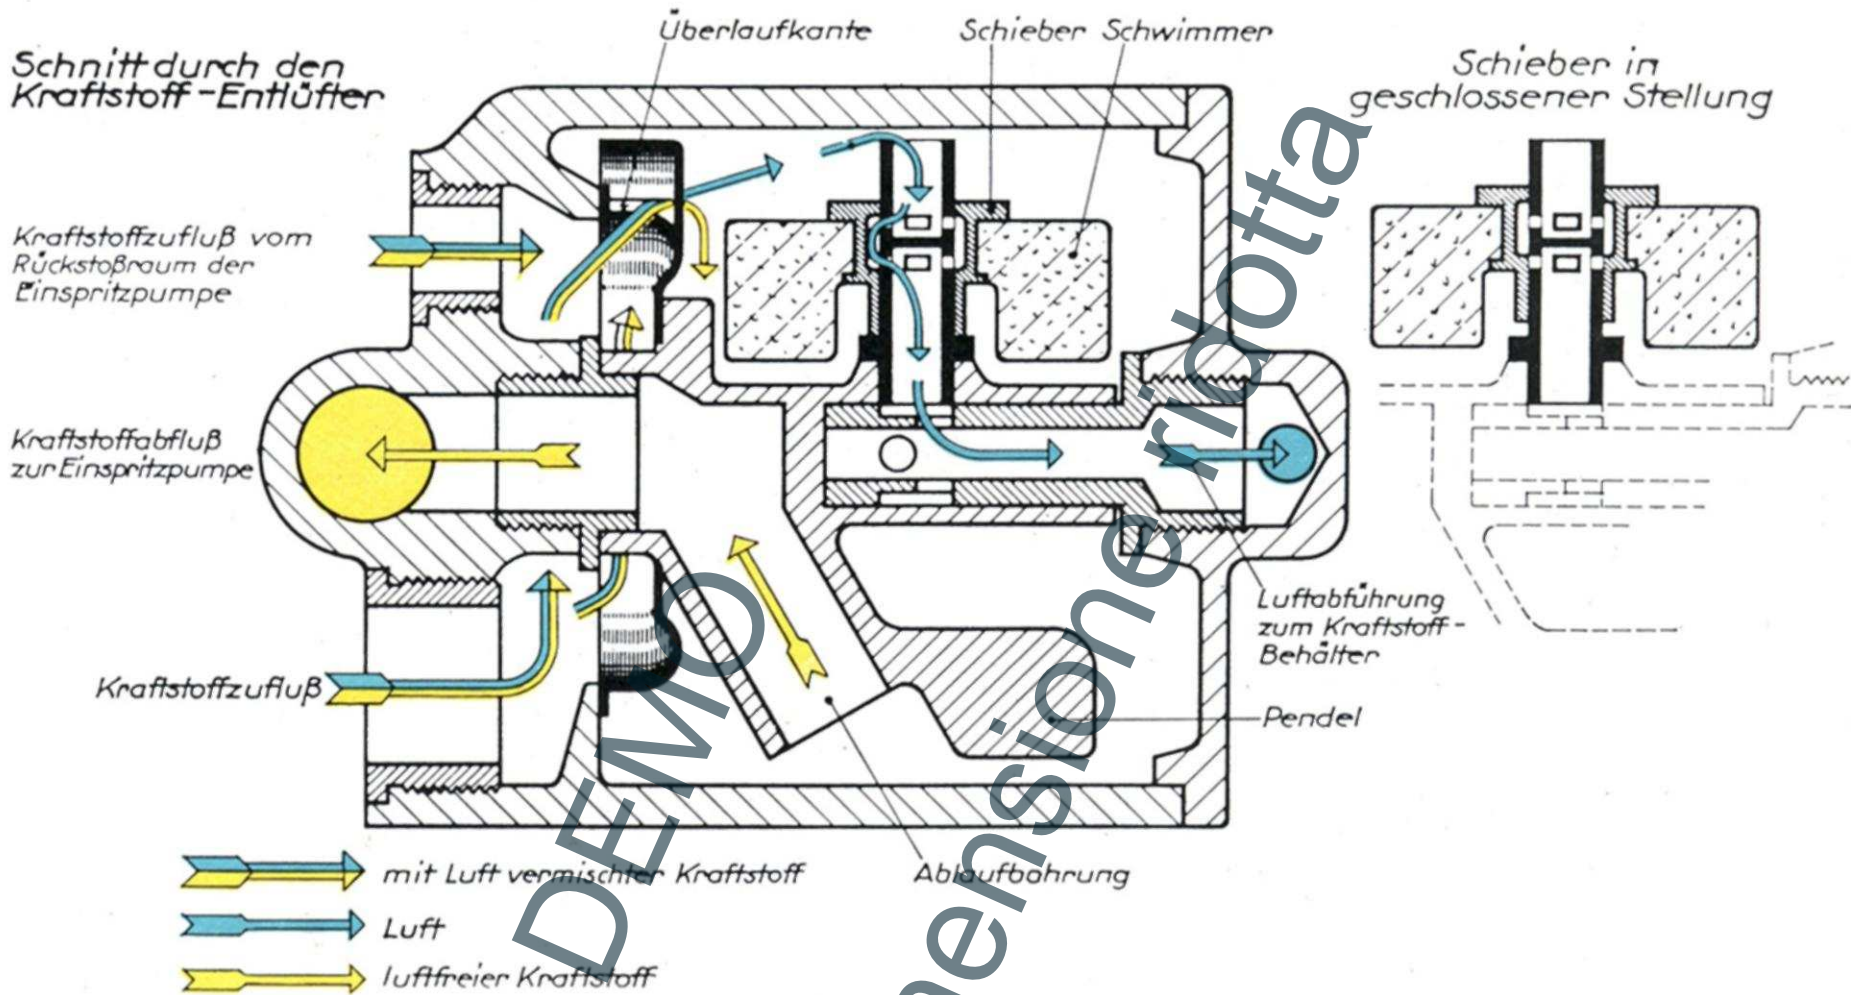 Schnitt durch den
Kraftstoff-Entlüfter
Überlaufkante
Schieber
Schwimmer
Schieber in
geschlossener Stellung
Kraftstoffzufluß vom
Rückstoßraum der
Einspritzpumpe
Kraftstoffabfluß
zur Einspritzpumpe
Kraftstoffzufluß
Luftabführung
zum Kraftstoff-
Behälter
Pendel
Ablaufbohrung
mit Luft vermischter Kraftstoff
Luft
luftfreier Kraftstoff
DEMO
mensione ridotta